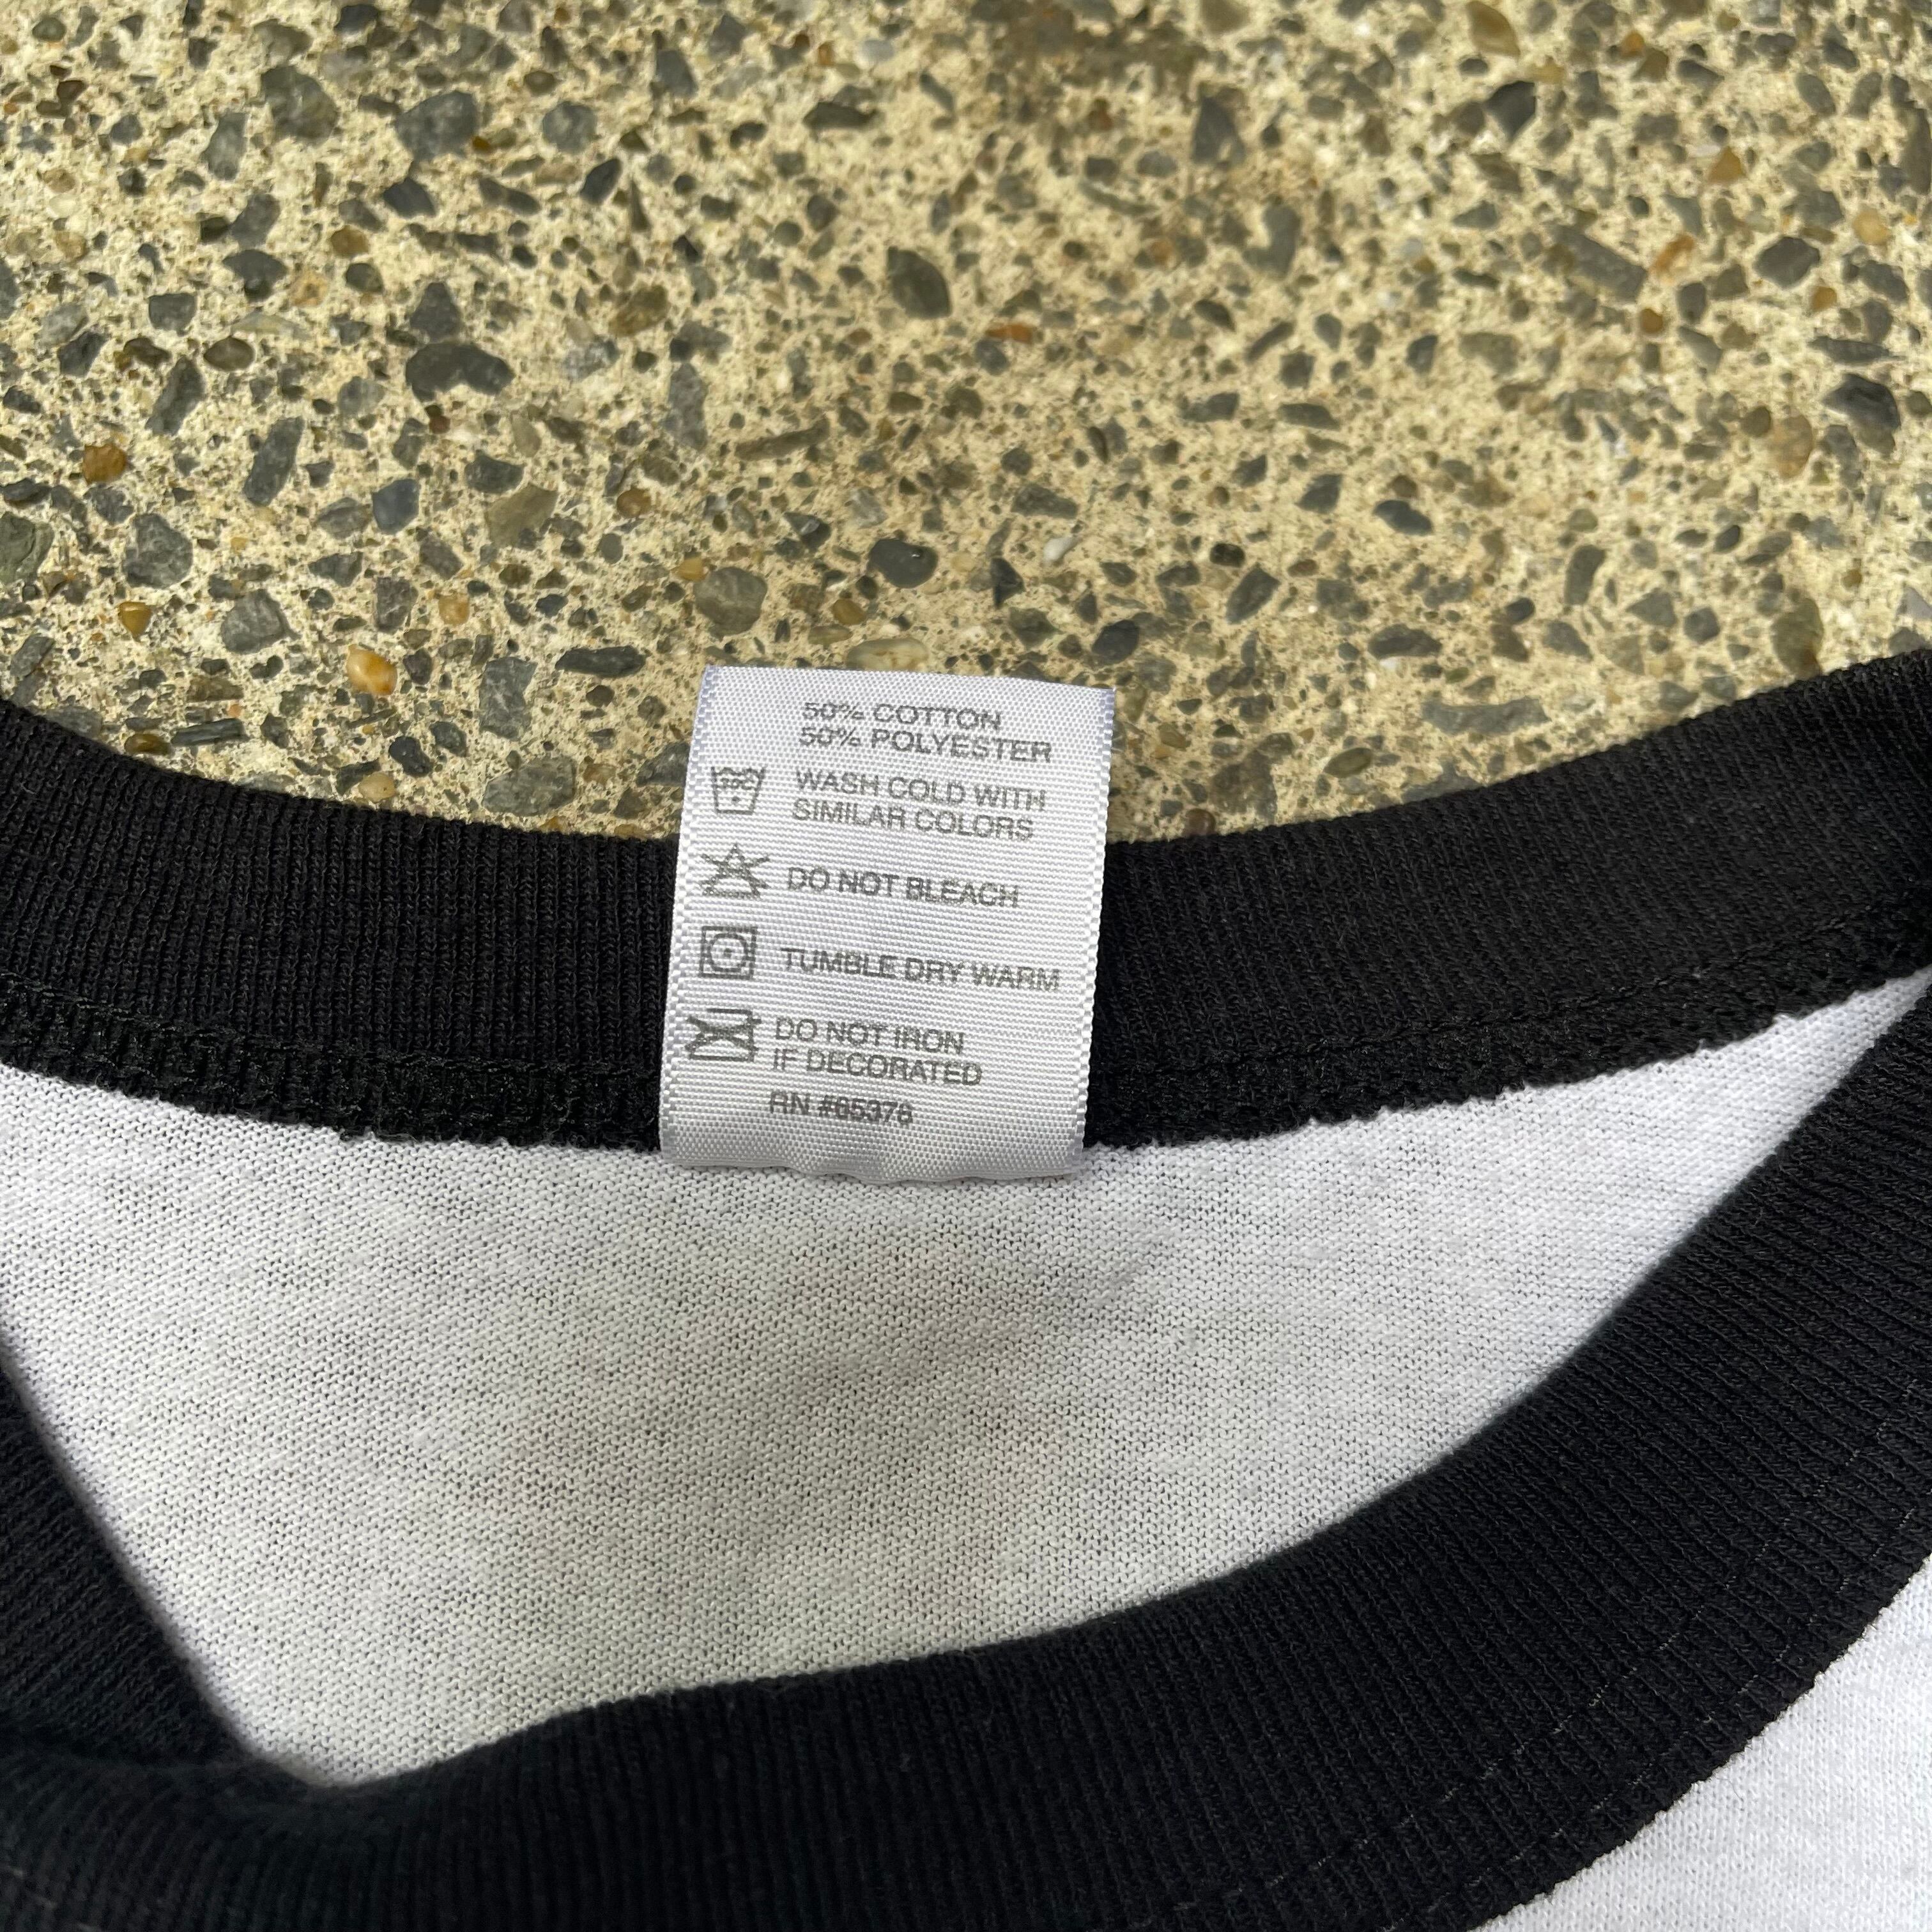 50% COTTON
50% POLYESTER
WASH COLD WITH
SIMILAR COLORS
DO NOT BLEACH
TUMBLE DRY WARM
DO NOT IRON
IF DECORATED
RN #65376